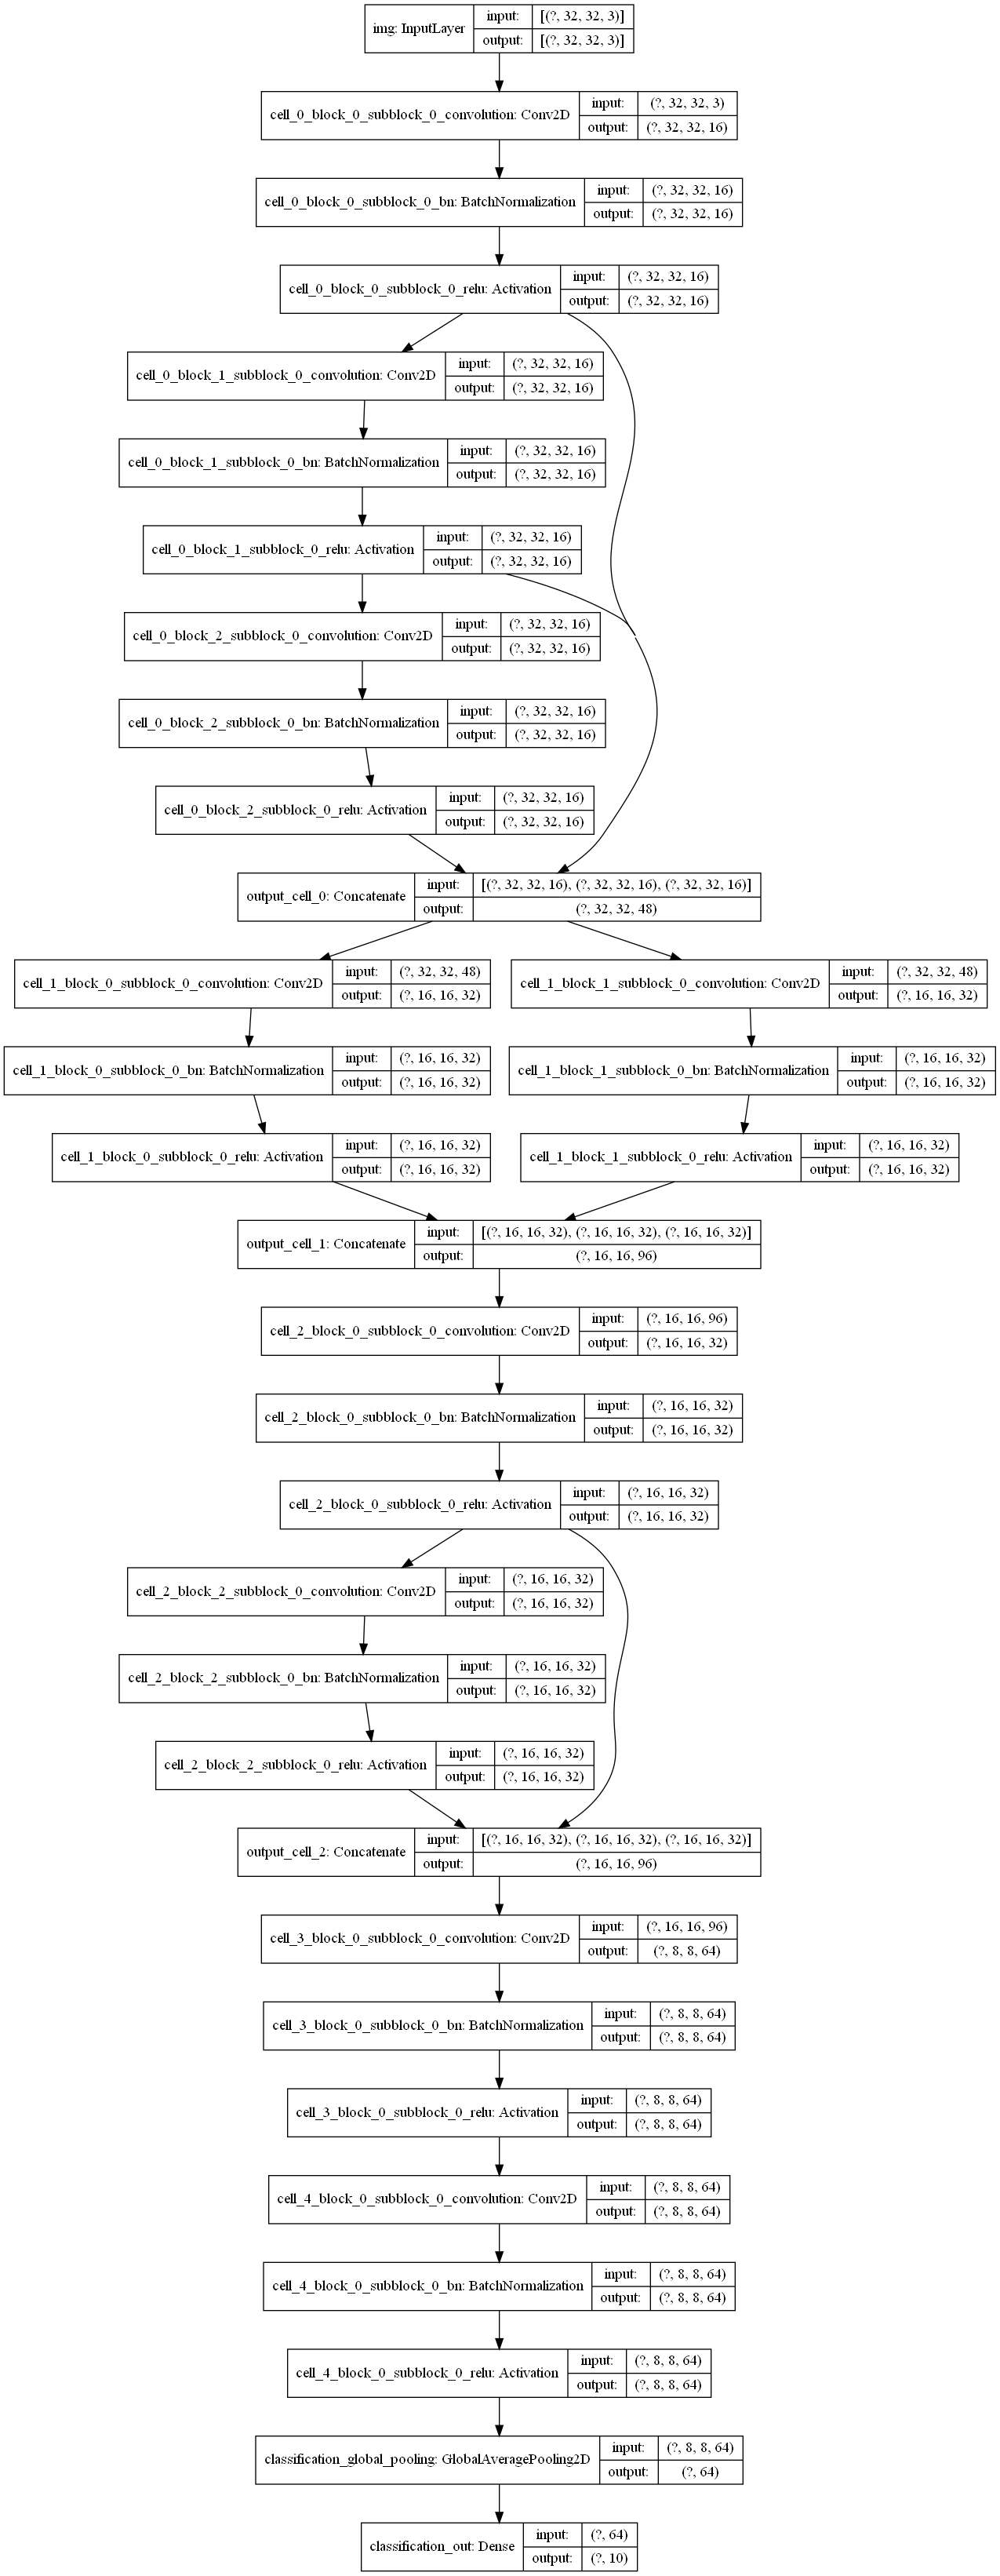 img: InputLayer
input: [(?, 32, 32, 3)]
output: [(?, 32, 32, 3)]
cell_0_block_0_subblock_0_convolution: Conv2D
input: (?, 32, 32, 3)
output: (?, 32, 32, 16)
cell_0_block_0_subblock_0_bn: BatchNormalization
input: (?, 32, 32, 16)
output: (?, 32, 32, 16)
cell_0_block_0_subblock_0_relu: Activation
input: (?, 32, 32, 16)
output: (?, 32, 32, 16)
cell_0_block_1_subblock_0_convolution: Conv2D
input: (?, 32, 32, 16)
output: (?, 32, 32, 16)
cell_0_block_1_subblock_0_bn: BatchNormalization
input: (?, 32, 32, 16)
output: (?, 32, 32, 16)
cell_0_block_1_subblock_0_relu: Activation
input: (?, 32, 32, 16)
output: (?, 32, 32, 16)
cell_0_block_2_subblock_0_convolution: Conv2D
input: (?, 32, 32, 16)
output: (?, 32, 32, 16)
cell_0_block_2_subblock_0_bn: BatchNormalization
input: (?, 32, 32, 16)
output: (?, 32, 32, 16)
cell_0_block_2_subblock_0_relu: Activation
input: (?, 32, 32, 16)
output: (?, 32, 32, 16)
output_cell_0: Concatenate
input: [(?, 32, 32, 16), (?, 32, 32, 16), (?, 32, 32, 16)]
output: (?, 32, 32, 48)
cell_1_block_0_subblock_0_convolution: Conv2D
input: (?, 32, 32, 48)
output: (?, 16, 16, 32)
cell_1_block_1_subblock_0_convolution: Conv2D
input: (?, 32, 32, 48)
output: (?, 16, 16, 32)
cell_1_block_0_subblock_0_bn: BatchNormalization
input: (?, 16, 16, 32)
output: (?, 16, 16, 32)
cell_1_block_1_subblock_0_bn: BatchNormalization
input: (?, 16, 16, 32)
output: (?, 16, 16, 32)
cell_1_block_0_subblock_0_relu: Activation
input: (?, 16, 16, 32)
output: (?, 16, 16, 32)
cell_1_block_1_subblock_0_relu: Activation
input: (?, 16, 16, 32)
output: (?, 16, 16, 32)
output_cell_1: Concatenate
input: [(?, 16, 16, 32), (?, 16, 16, 32), (?, 16, 16, 32)]
output: (?, 16, 16, 96)
cell_2_block_0_subblock_0_convolution: Conv2D
input: (?, 16, 16, 96)
output: (?, 16, 16, 32)
cell_2_block_0_subblock_0_bn: BatchNormalization
input: (?, 16, 16, 32)
output: (?, 16, 16, 32)
cell_2_block_0_subblock_0_relu: Activation
input: (?, 16, 16, 32)
output: (?, 16, 16, 32)
cell_2_block_2_subblock_0_convolution: Conv2D
input: (?, 16, 16, 32)
output: (?, 16, 16, 32)
cell_2_block_2_subblock_0_bn: BatchNormalization
input: (?, 16, 16, 32)
output: (?, 16, 16, 32)
cell_2_block_2_subblock_0_relu: Activation
input: (?, 16, 16, 32)
output: (?, 16, 16, 32)
output_cell_2: Concatenate
input: [(?, 16, 16, 32), (?, 16, 16, 32), (?, 16, 16, 32)]
output: (?, 16, 16, 96)
cell_3_block_0_subblock_0_convolution: Conv2D
input: (?, 16, 16, 96)
output: (?, 8, 8, 64)
cell_3_block_0_subblock_0_bn: BatchNormalization
input: (?, 8, 8, 64)
output: (?, 8, 8, 64)
cell_3_block_0_subblock_0_relu: Activation
input: (?, 8, 8, 64)
output: (?, 8, 8, 64)
cell_4_block_0_subblock_0_convolution: Conv2D
input: (?, 8, 8, 64)
output: (?, 8, 8, 64)
cell_4_block_0_subblock_0_bn: BatchNormalization
input: (?, 8, 8, 64)
output: (?, 8, 8, 64)
cell_4_block_0_subblock_0_relu: Activation
input: (?, 8, 8, 64)
output: (?, 8, 8, 64)
classification_global_pooling: GlobalAveragePooling2D
input: (?, 8, 8, 64)
output: (?, 64)
classification_out: Dense
input: (?, 64)
output: (?, 10)